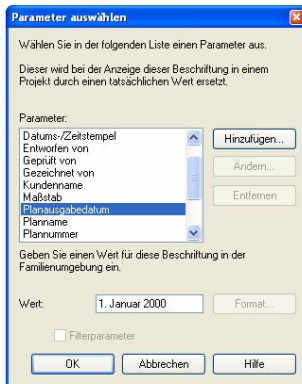 Parameter auswählen
Wählen Sie in der folgenden Liste einen Parameter aus.
Dieser wird bei der Anzeige dieser Beschriftung in einem
Projekt durch einen tatsächlichen Wert ersetzt.
Parameter:
Datums-/Zeitstempel
Entworfen von
Geprüft von
Gezeichnet von
Kundenname
Maßstab
Planausgabedatum
Planname
Plannummer
Hinzufügen...
Ändern...
Entfernen
Geben Sie einen Wert für diese Beschriftung in der
Familienumgebung ein.
Wert: 1. Januar 2000 Format...
Filterparameter
OK Abbrechen Hilfe